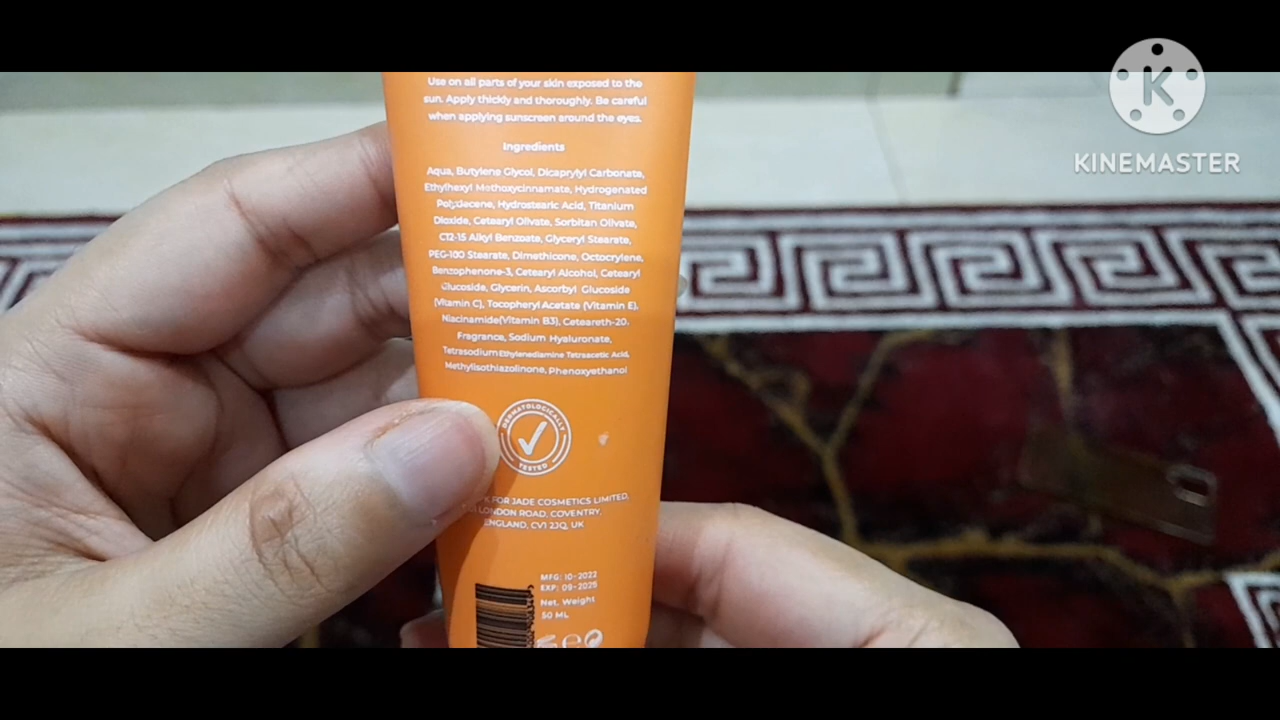 Use on all parts of your skin exposed to the
sun. Apply thickly and thoroughly. Be careful
when applying sunscreen around the eyes.
Ingredients
Aqua, Butylene Glycol, Dicaprylyl Carbonate,
Ethylhexyl Methoxycinnamate, Hydrogenated
Polydecene, Hydrostearic Acid, Titanium
Dioxide, Cetearyl Olivate, Sorbitan Olivate,
C12-15 Alkyl Benzoate, Glyceryl Stearate,
PEG-100 Stearate, Dimethicone, Octocrylene,
Benzophenone-3, Cetearyl Alcohol, Cetearyl
Glucoside, Glycerin, Ascorbyl Glucoside
(Vitamin C), Tocopheryl Acetate (Vitamin E).
Niacinamide(Vitamin B3), Ceteareth-20.
Fragrance, Sodium Hyaluronate,
Tetrasodium Ethylenediamine Tetraacetic Acid,
Methylisothiazolinone, Phenoxyethanol
DERMATOLOGICALLY
TESTED
FOR JADE COSMETICS LIMITED,
LONDON ROAD, COVENTRY,
ENGLAND, CV1 2JQ, UK
MFG: 10-2022
EXP: 09-2025
Net. Weight
50 ML
K
KINEMASTER